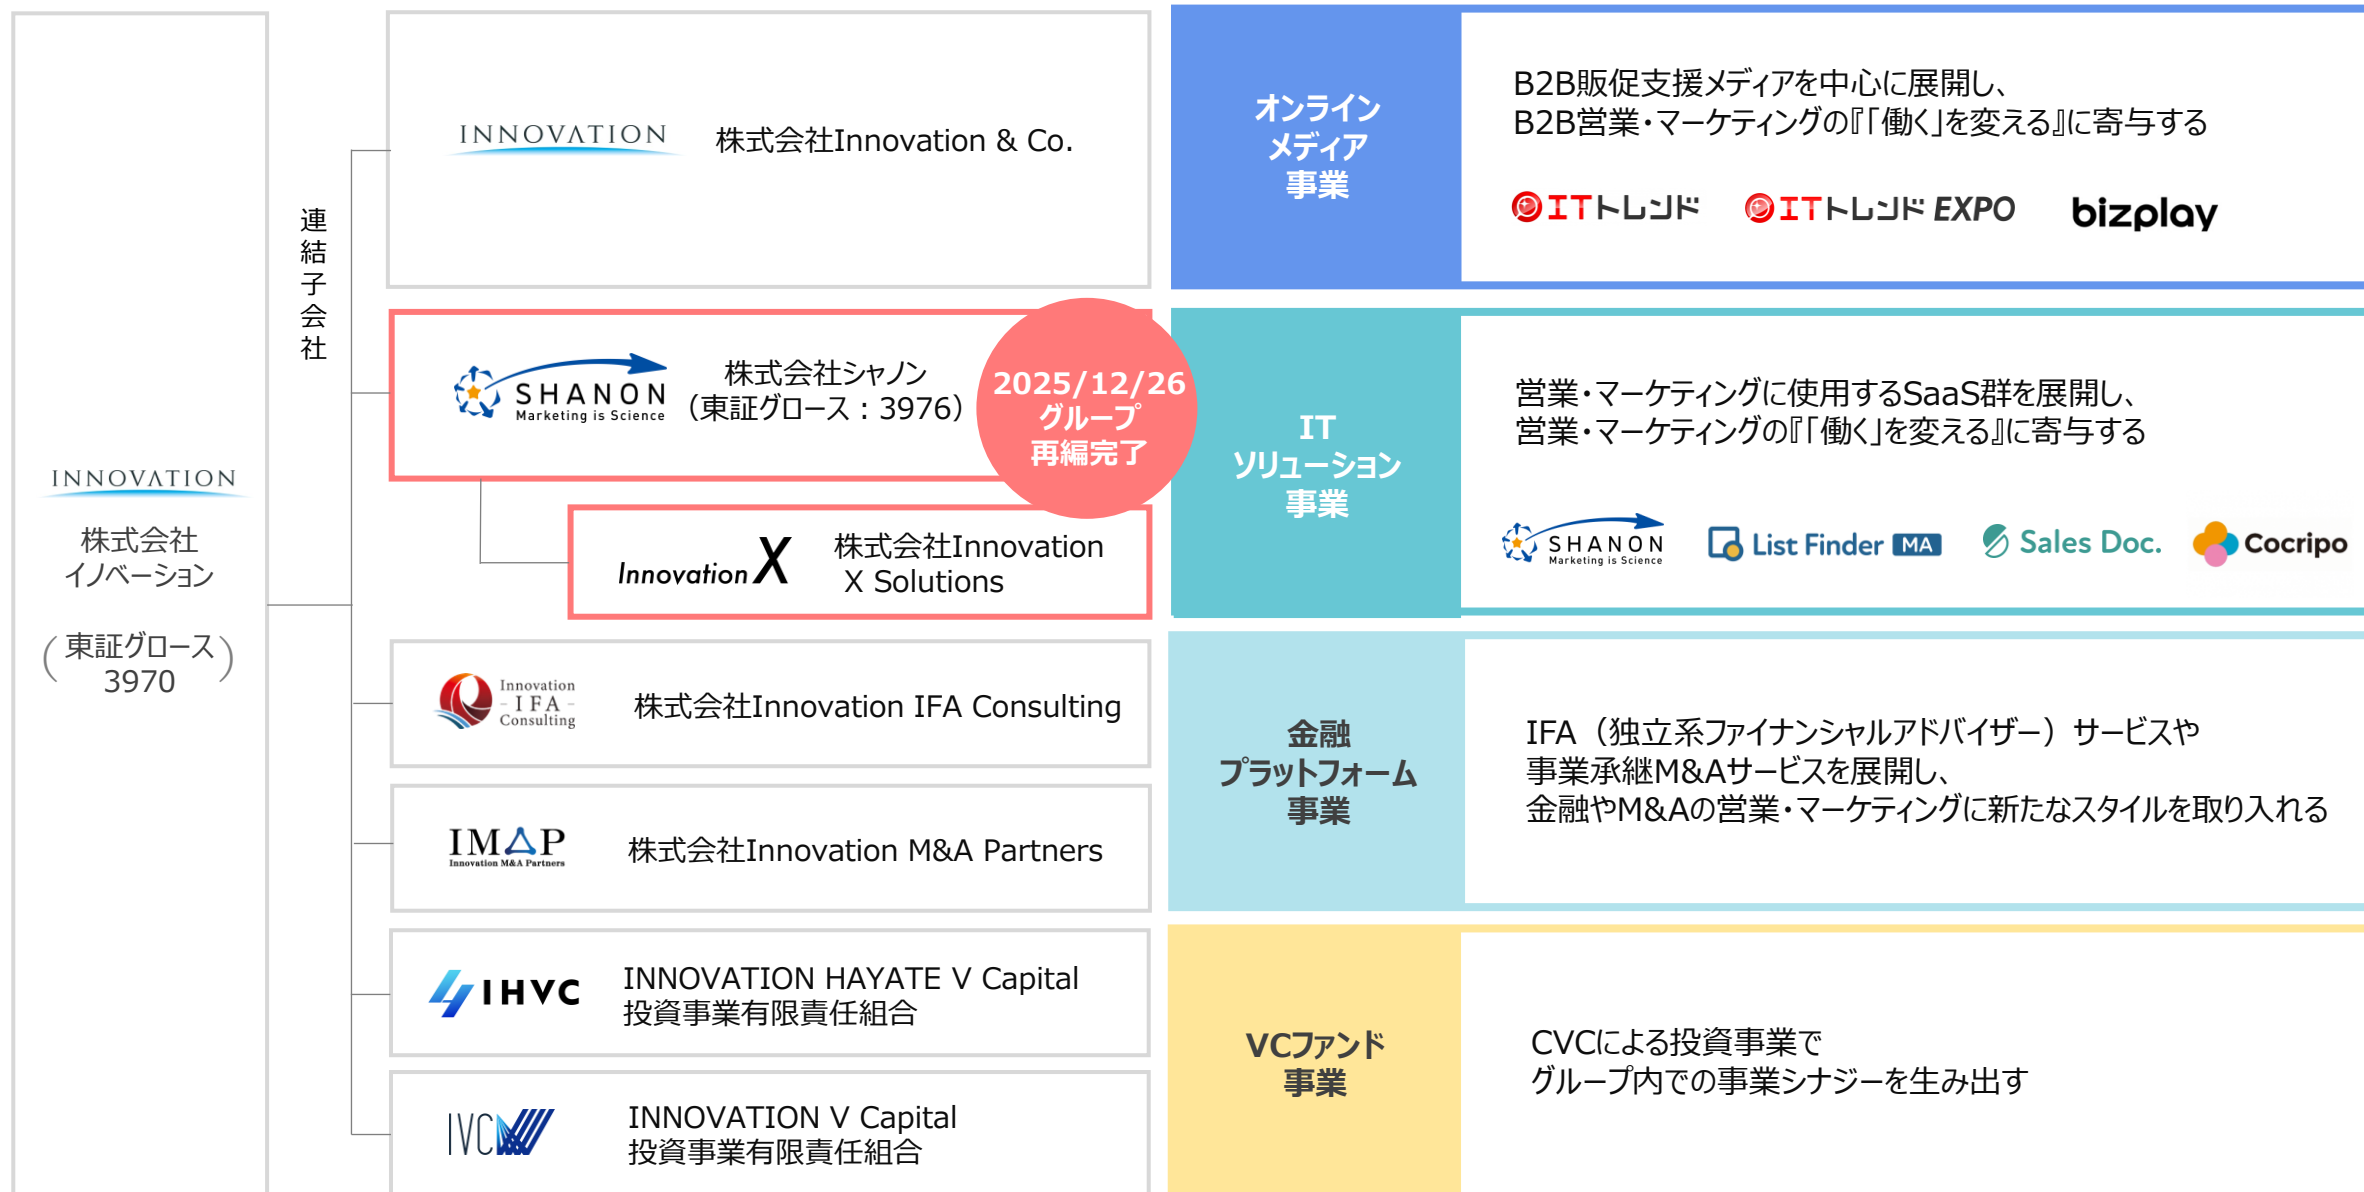 INNOVATION
株式会社
イノベーション
(東証グロース
3970)
連結子会社
INNOVATION
株式会社Innovation & Co.
SHANON
Marketing is Science
株式会社シャノン
（東証グロース：3976）
2025/12/26
グループ
再編完了
Innovation X
株式会社Innovation
X Solutions
Innovation
- IFA -
Consulting
株式会社Innovation IFA Consulting
IMAP
Innovation M&A Partners
株式会社Innovation M&A Partners
IHVC
INNOVATION HAYATE V Capital
投資事業有限責任組合
IVC
INNOVATION V Capital
投資事業有限責任組合
オンライン
メディア
事業
B2B販促支援メディアを中心に展開し、
B2B営業・マーケティングの『「働く」を変える』に寄与する
ITトレンド
ITトレンド EXPO
bizplay
IT
ソリューション
事業
営業・マーケティングに使用するSaaS群を展開し、
営業・マーケティングの『「働く」を変える』に寄与する
SHANON
Marketing is Science
List Finder MA
Sales Doc.
Cocripo
金融
プラットフォーム
事業
IFA（独立系ファイナンシャルアドバイザー）サービスや
事業承継M&Aサービスを展開し、
金融やM&Aの営業・マーケティングに新たなスタイルを取り入れる
VCファンド
事業
CVCによる投資事業で
グループ内での事業シナジーを生み出す